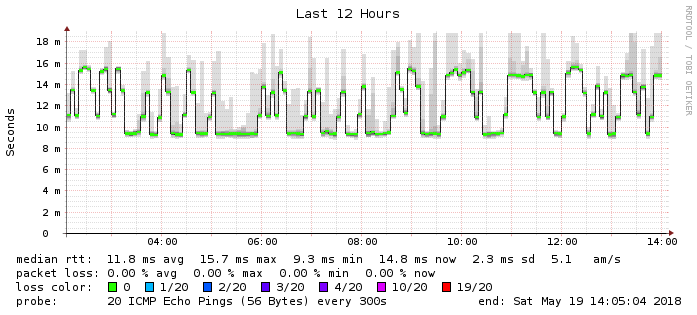 Last 12 Hours
RRDTOOL / TOBI OETIKER
Seconds
18 m
16 m
14 m
12 m
10 m
8 m
6 m
4 m
2 m
0
04:00 06:00 08:00 10:00 12:00 14:00
median rtt: 11.8 ms avg 15.7 ms max 9.3 ms min 14.8 ms now 2.3 ms sd 5.1 am/s
packet loss: 0.00 % avg 0.00 % max 0.00 % min 0.00 % now
loss color: 0 1/20 2/20 3/20 4/20 10/20 19/20
probe: 20 ICMP Echo Pings (56 Bytes) every 300s end: Sat May 19 14:05:04 2018